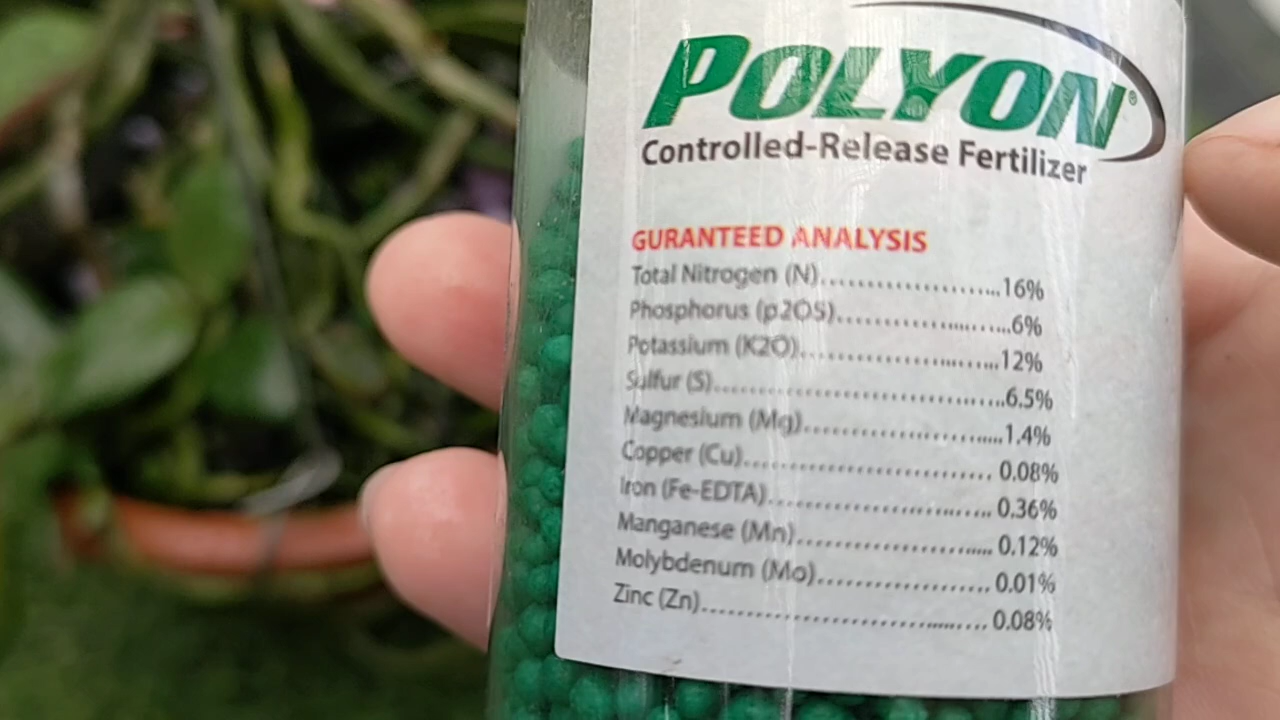 POLYON®
Controlled-Release Fertilizer
GURANTEED ANALYSIS
Total Nitrogen (N)........................16%
Phosphorus (p2OS)........................6%
Potassium (K2O)...........................12%
Sulfur (S).....................................6.5%
Magnesium (Mg)..........................1.4%
Copper (Cu)................................ 0.08%
Iron (Fe-EDTA)............................ 0.36%
Manganese (Mn)......................... 0.12%
Molybdenum (Mo)...................... 0.01%
Zinc (Zn)..................................... 0.08%